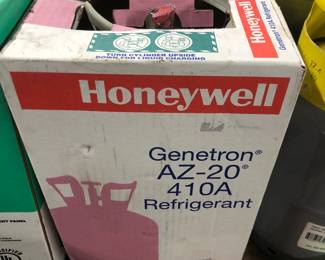 TURN CYLINDER UPSIDE
DOWN FOR LIQUID CHARGING
Honeywell
Honeywell
Genetron®
AZ-20®
410A
Refrigerant